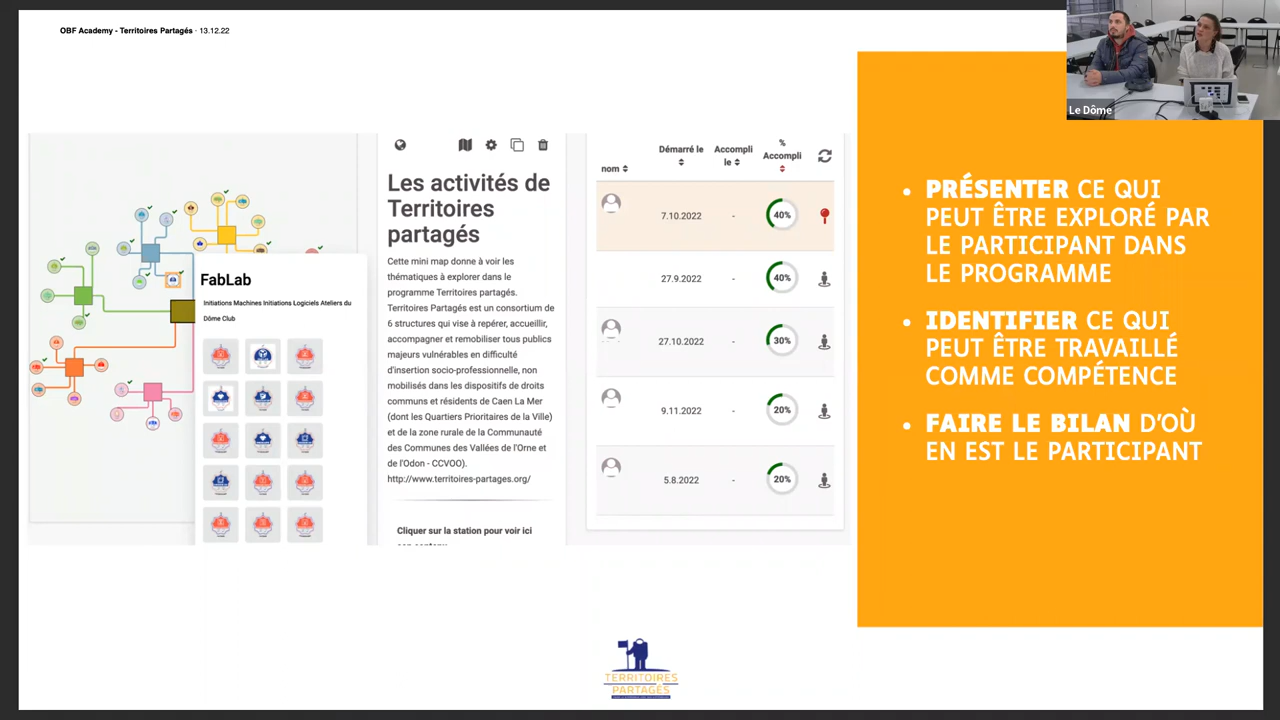 OBF Academy - Territoires Partagés · 13.12.22
Le Dôme
FabLab
Initiations Machines Initiations Logiciels Ateliers du
Dôme Club
Les activités de
Territoires
partagés
Cette mini map donne à voir les
thématiques à explorer dans le
programme Territoires partagés.
Territoires Partagés est un consortium de
6 structures qui vise à repérer, accueillir,
accompagner et remobiliser tous publics
majeurs vulnérables en difficulté
d'insertion socio-professionnelle, non
mobilisés dans les dispositifs de droits
communs et résidents de Caen La Mer
(dont les Quartiers Prioritaires de la Ville)
et de la zone rurale de la Communauté
des Communes des Vallées de l'Orne et
de l'Odon - CCVOO).
http://www.territoires-partages.org/
Cliquer sur la station pour voir ici
nom Démarré le Accompli le % Accompli
7.10.2022 - 40%
27.9.2022 - 40%
27.10.2022 - 30%
9.11.2022 - 20%
5.8.2022 - 20%
• PRÉSENTER CE QUI
PEUT ÊTRE EXPLORÉ PAR
LE PARTICIPANT DANS
LE PROGRAMME
• IDENTIFIER CE QUI
PEUT ÊTRE TRAVAILLÉ
COMME COMPÉTENCE
• FAIRE LE BILAN D'OÙ
EN EST LE PARTICIPANT
TERRITOIRES
PARTAGÉS